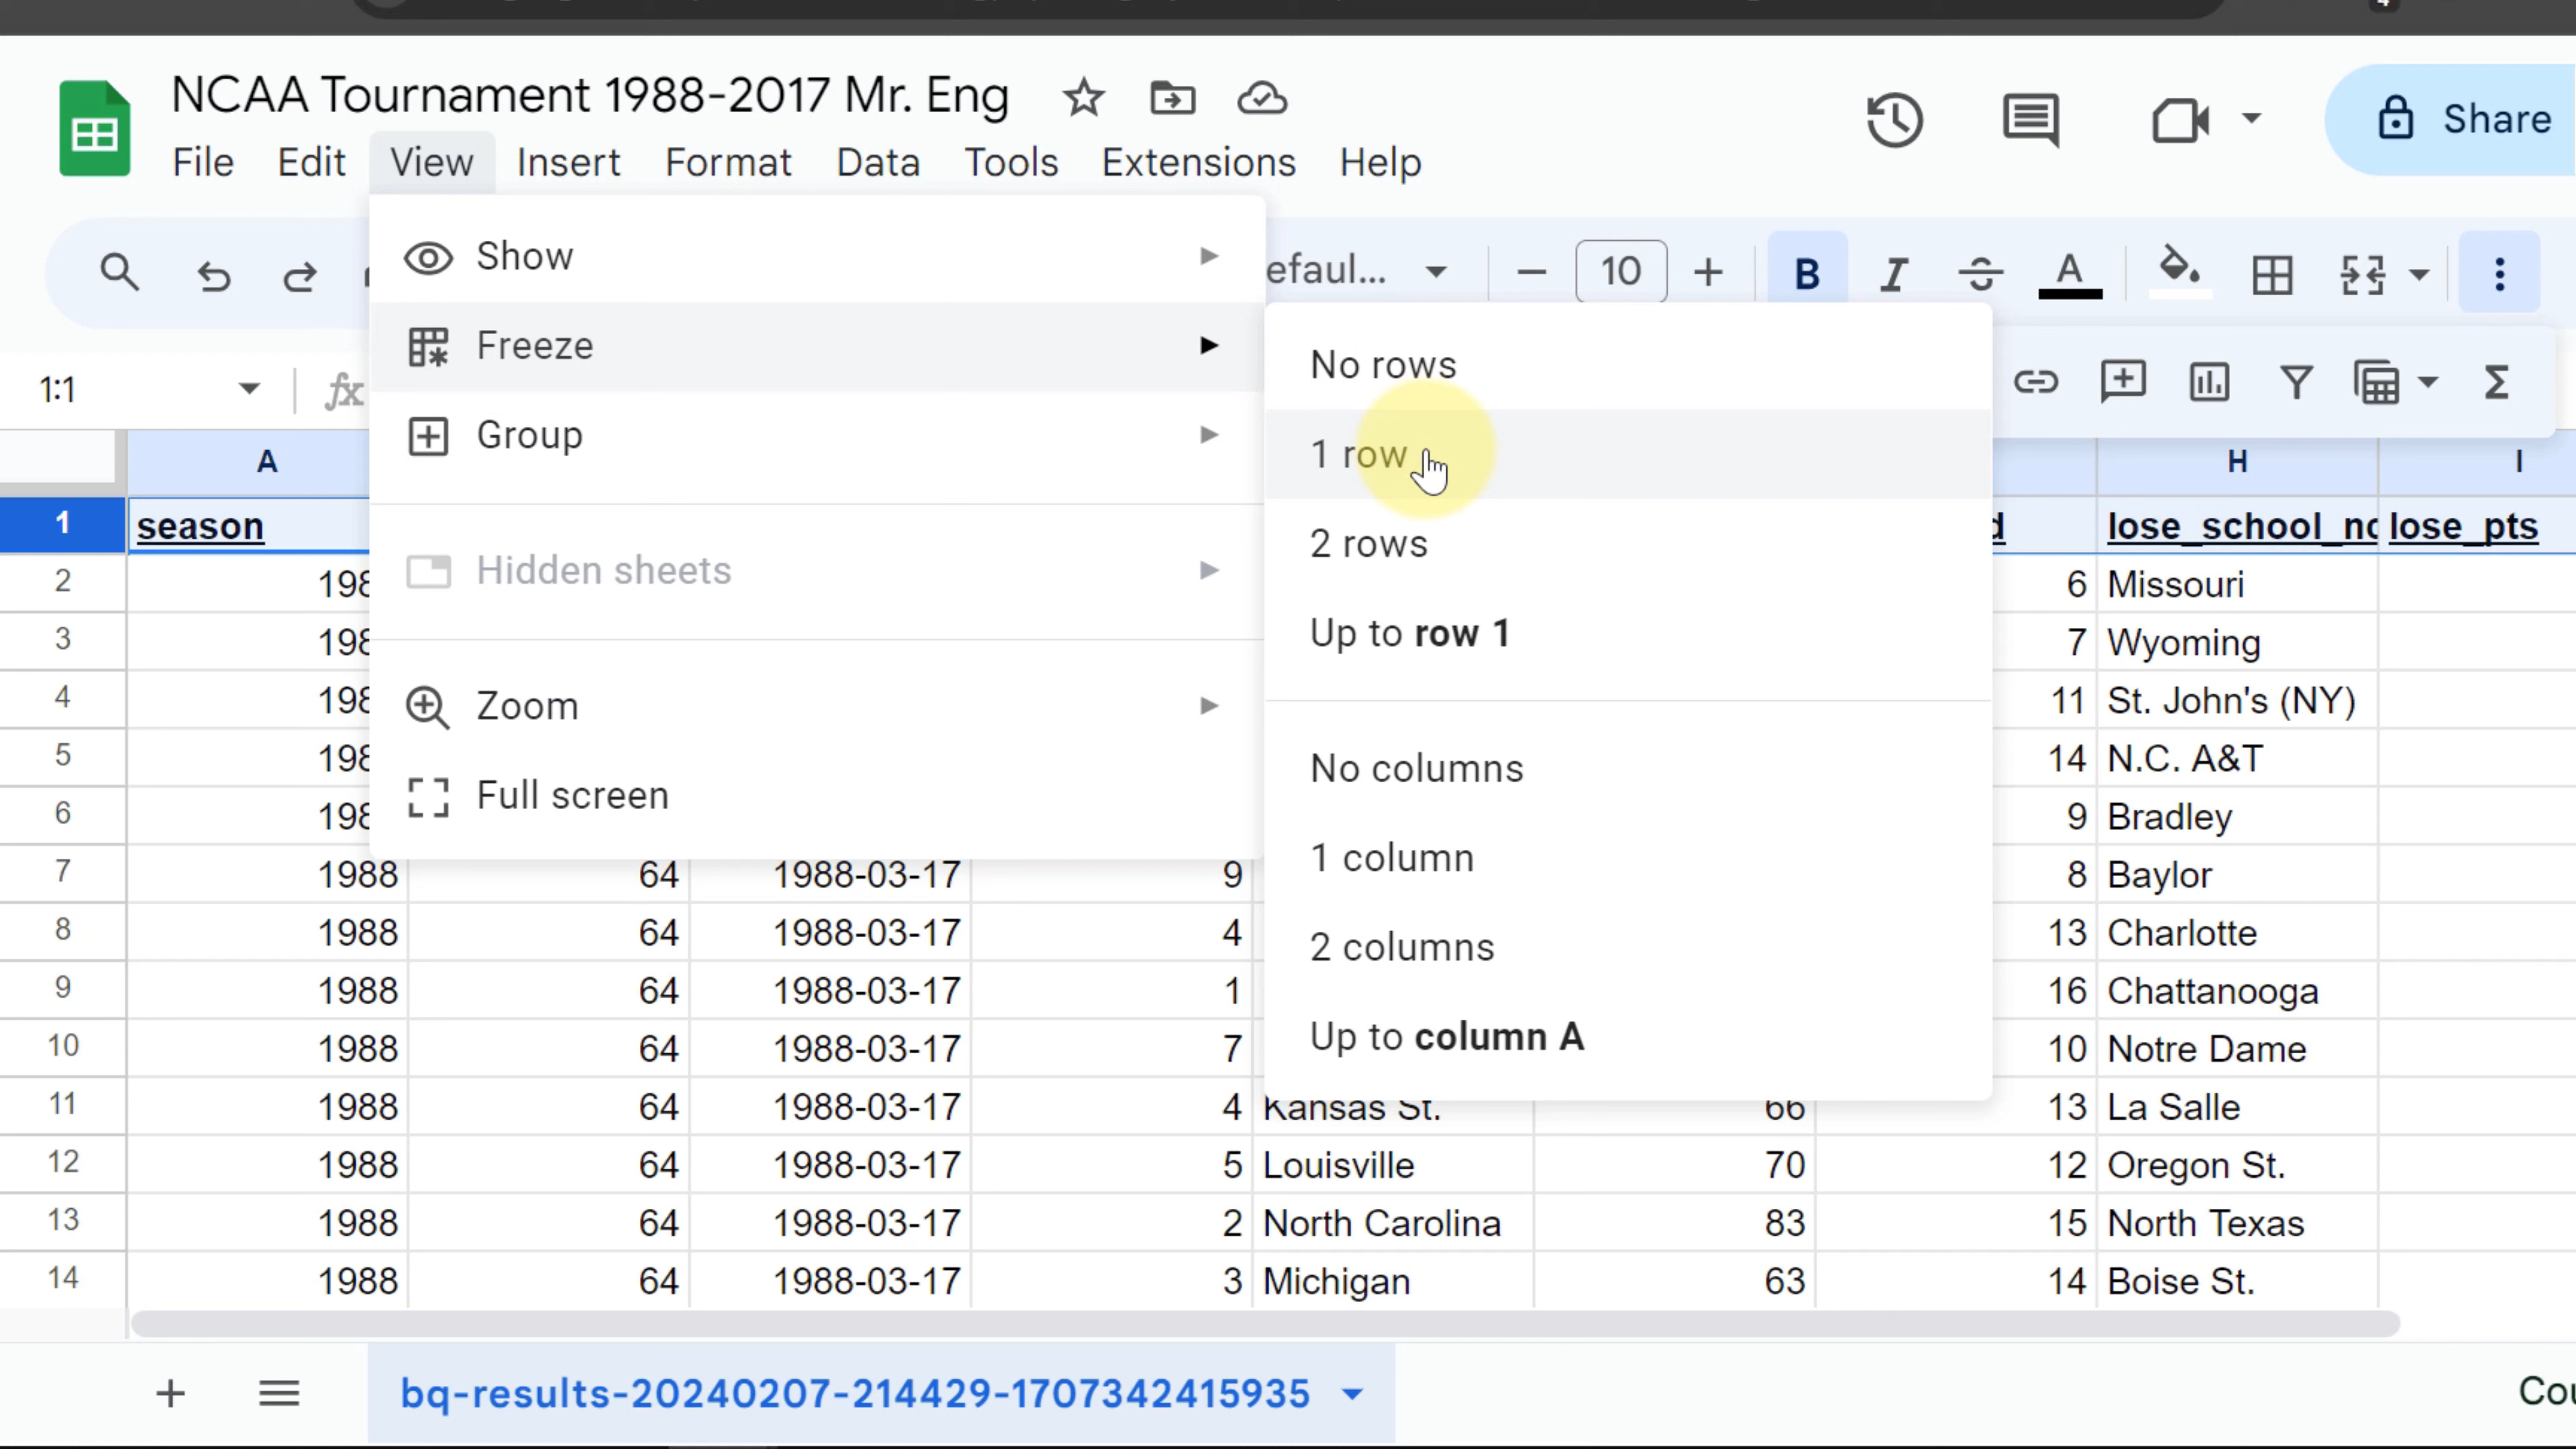 NCAA Tournament 1988-2017 Mr. Eng
Share
File Edit View Insert Format Data Tools Extensions Help
efaul... 10 B I A
Show
Freeze
Group
Hidden sheets
Zoom
Full screen
No rows
1 row
2 rows
Up to row 1
No columns
1 column
2 columns
Up to column A
1:1 fx Σ
A H I
1 season lose_school_nc lose_pts
2 198 6 Missouri
3 198 7 Wyoming
4 198 11 St. John's (NY)
5 198 14 N.C. A&T
6 198 9 Bradley
7 1988 64 1988-03-17 9 8 Baylor
8 1988 64 1988-03-17 4 13 Charlotte
9 1988 64 1988-03-17 1 16 Chattanooga
10 1988 64 1988-03-17 7 10 Notre Dame
11 1988 64 1988-03-17 4 Kansas St. 66 13 La Salle
12 1988 64 1988-03-17 5 Louisville 70 12 Oregon St.
13 1988 64 1988-03-17 2 North Carolina 83 15 North Texas
14 1988 64 1988-03-17 3 Michigan 63 14 Boise St.
bq-results-20240207-214429-1707342415935 Cou